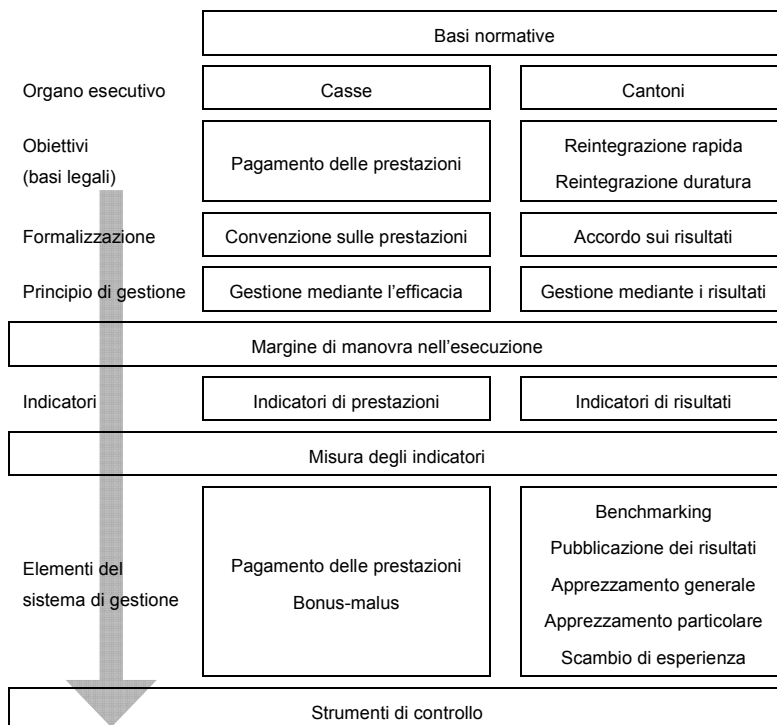 Basi normative
Organo esecutivo
Casse
Cantoni
Obiettivi
(basi legali)
Pagamento delle prestazioni
Reintegrazione rapida
Reintegrazione duratura
Formalizzazione
Convenzione sulle prestazioni
Accordo sui risultati
Principio di gestione
Gestione mediante l'efficacia
Gestione mediante i risultati
Margine di manovra nell'esecuzione
Indicatori
Indicatori di prestazioni
Indicatori di risultati
Misura degli indicatori
Elementi del
sistema di gestione
Pagamento delle prestazioni
Bonus-malus
Benchmarking
Pubblicazione dei risultati
Apprezzamento generale
Apprezzamento particolare
Scambio di esperienza
Strumenti di controllo